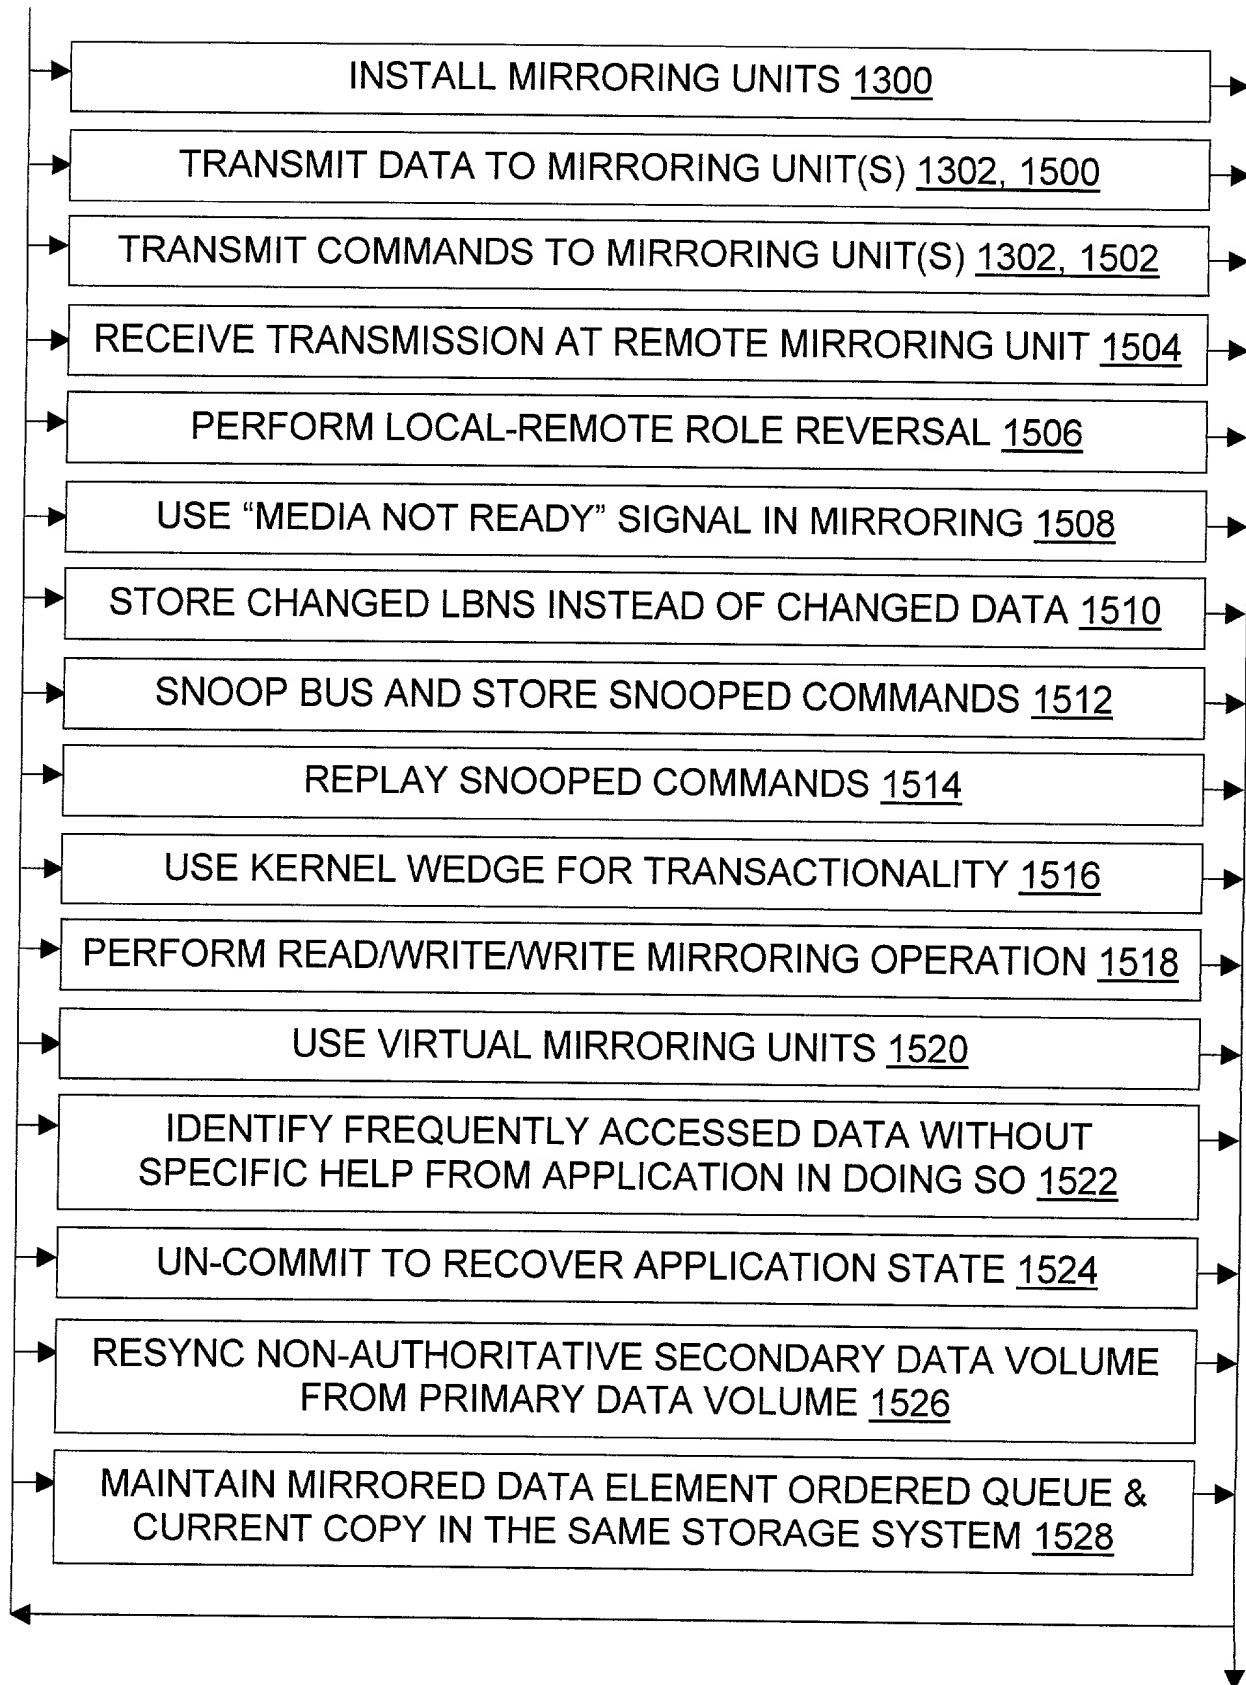 INSTALL MIRRORING UNITS 1300
TRANSMIT DATA TO MIRRORING UNIT(S) 1302, 1500
TRANSMIT COMMANDS TO MIRRORING UNIT(S) 1302, 1502
RECEIVE TRANSMISSION AT REMOTE MIRRORING UNIT 1504
PERFORM LOCAL-REMOTE ROLE REVERSAL 1506
USE “MEDIA NOT READY” SIGNAL IN MIRRORING 1508
STORE CHANGED LBNS INSTEAD OF CHANGED DATA 1510
SNOOP BUS AND STORE SNOOPED COMMANDS 1512
REPLAY SNOOPED COMMANDS 1514
USE KERNEL WEDGE FOR TRANSACTIONALITY 1516
PERFORM READ/WRITE/WRITE MIRRORING OPERATION 1518
USE VIRTUAL MIRRORING UNITS 1520
IDENTIFY FREQUENTLY ACCESSED DATA WITHOUT
SPECIFIC HELP FROM APPLICATION IN DOING SO 1522
UN-COMMIT TO RECOVER APPLICATION STATE 1524
RESYNC NON-AUTHORITATIVE SECONDARY DATA VOLUME
FROM PRIMARY DATA VOLUME 1526
MAINTAIN MIRRORED DATA ELEMENT ORDERED QUEUE &
CURRENT COPY IN THE SAME STORAGE SYSTEM 1528